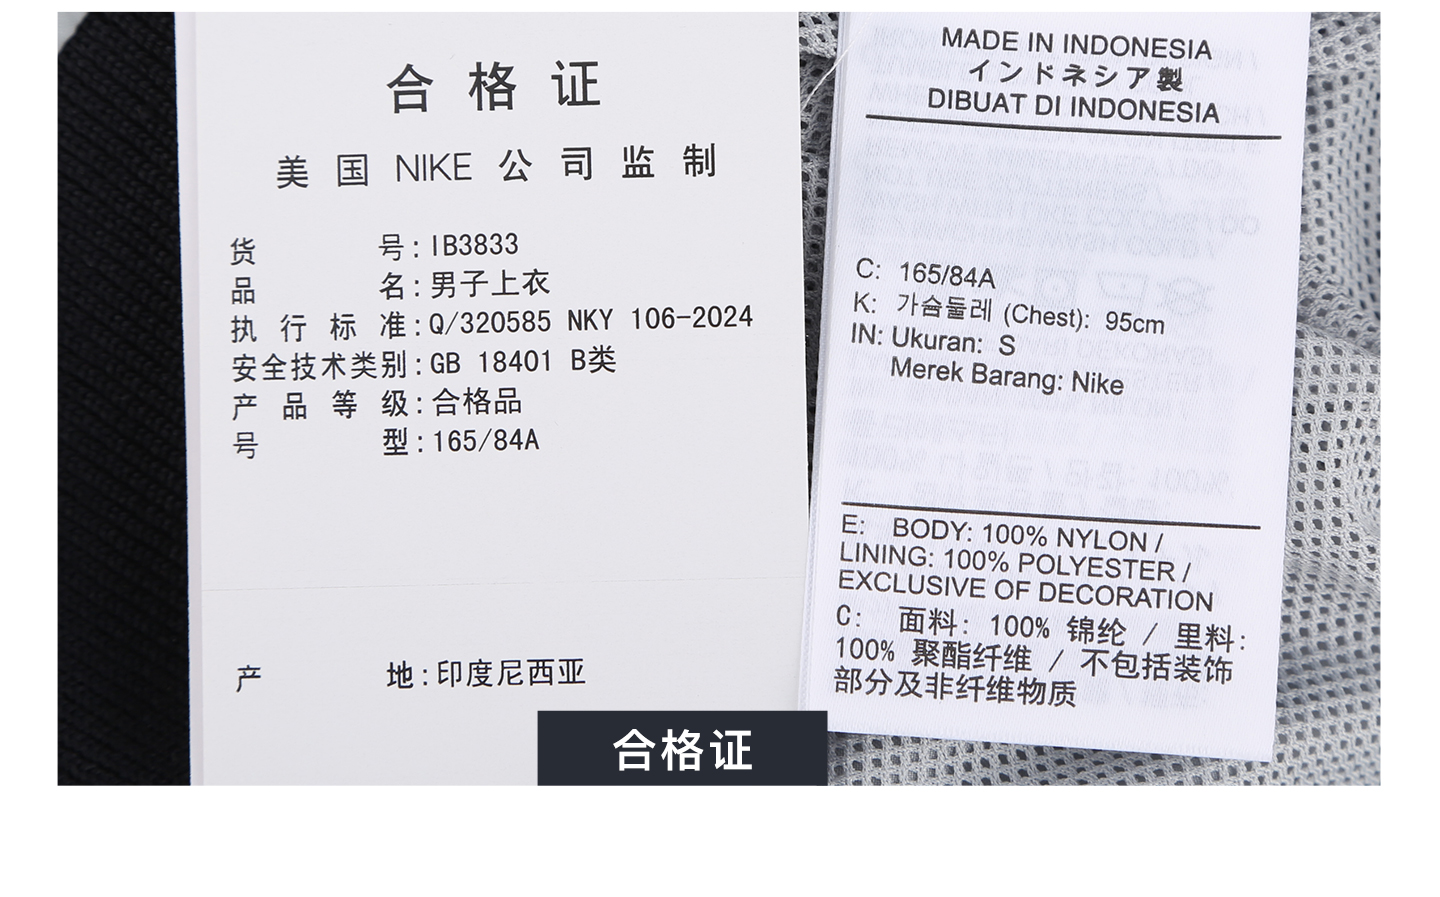 合格证
美国 NIKE 公司监制
货号:IB3833
品名:男子上衣
执行标准:Q/320585 NKY 106-2024
安全技术类别:GB 18401 B类
产品等级:合格品
号型:165/84A
产地:印度尼西亚
MADE IN INDONESIA
インドネシア製
DIBUAT DI INDONESIA
C: 165/84A
K: 가슴둘레 (Chest): 95cm
IN: Ukuran: S
Merek Barang: Nike
E: BODY: 100% NYLON /
LINING: 100% POLYESTER /
EXCLUSIVE OF DECORATION
C: 面料: 100% 锦纶 / 里料:
100% 聚酯纤维 / 不包括装饰
部分及非纤维物质
合格证